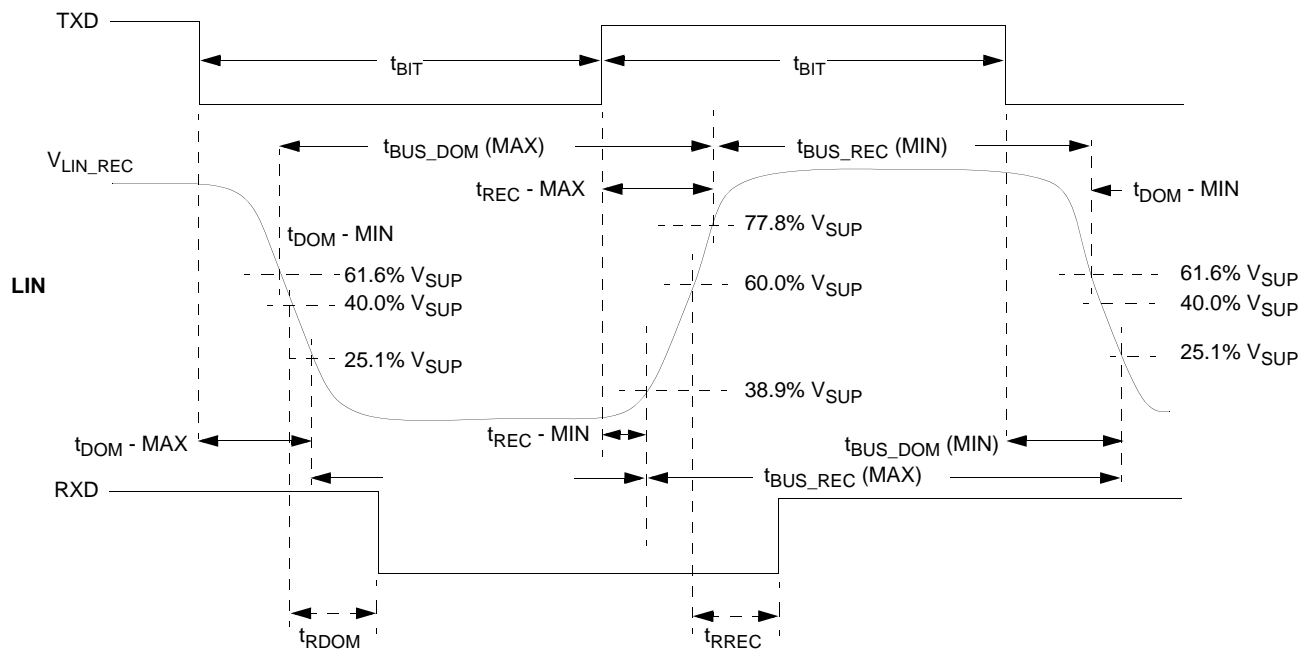 TXD
tBIT
tBIT
tBUS_DOM (MAX)
tBUS_REC (MIN)
VLIN_REC
tREC - MAX
tDOM - MIN
77.8% VSUP
tDOM - MIN
LIN
61.6% VSUP
60.0% VSUP
61.6% VSUP
40.0% VSUP
40.0% VSUP
25.1% VSUP
25.1% VSUP
38.9% VSUP
tDOM - MAX
tREC - MIN
tBUS_DOM (MIN)
tBUS_REC (MAX)
RXD
tRDOM
tRREC